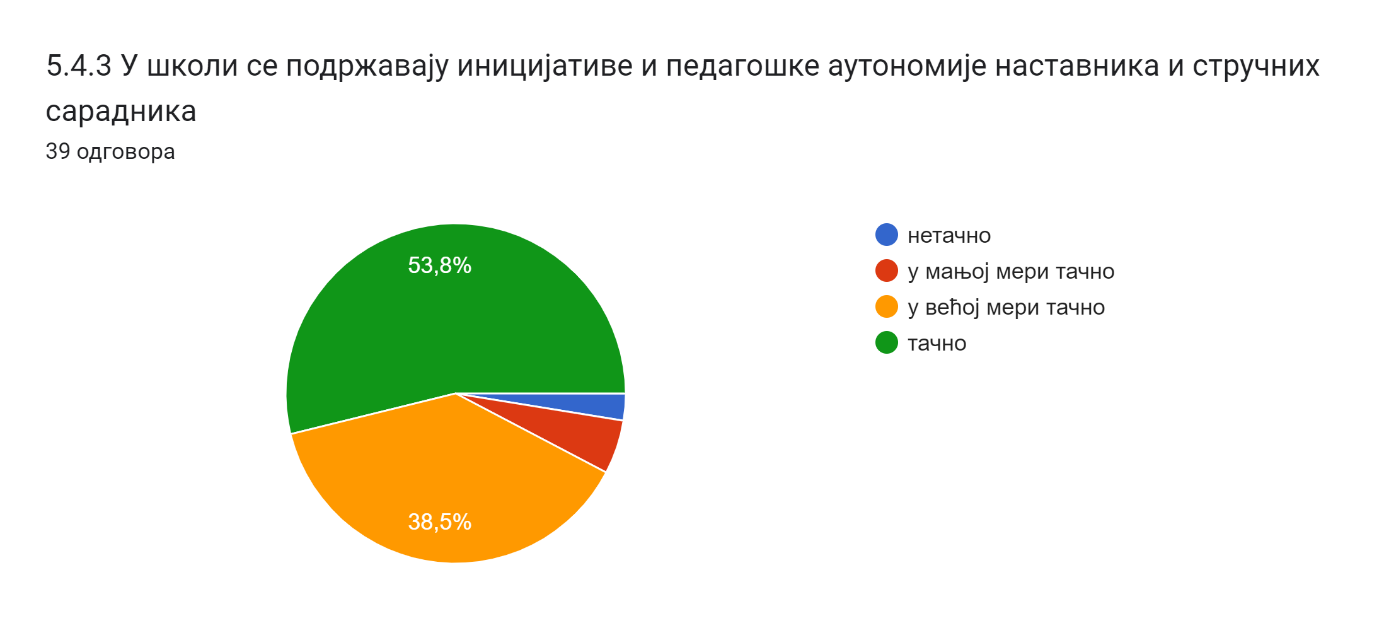 5.4.3 У школи се подржавају иницијативе и педагошке аутономије наставника и стручних
сарадника
39 одговора
53,8%
38,5%
нетачно
у мањој мери тачно
у већој мери тачно
тачно